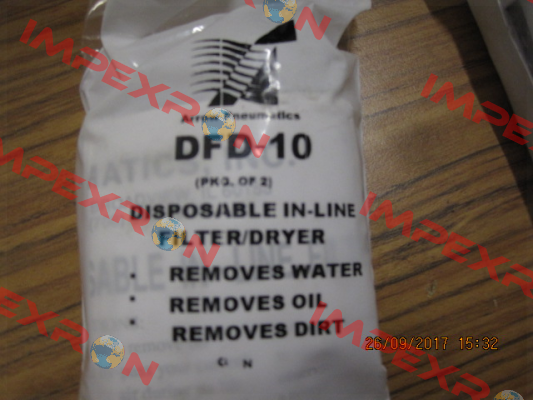 Arrow Pneumatics
DFD-10
(PKG. OF 2)
DISPOSABLE IN-LINE
FILTER/DRYER
• REMOVES WATER
• REMOVES OIL
• REMOVES DIRT
26/09/2017 15:32
IMPEXRON
IMPEXRON
IMPEXRON
IMPEXRON